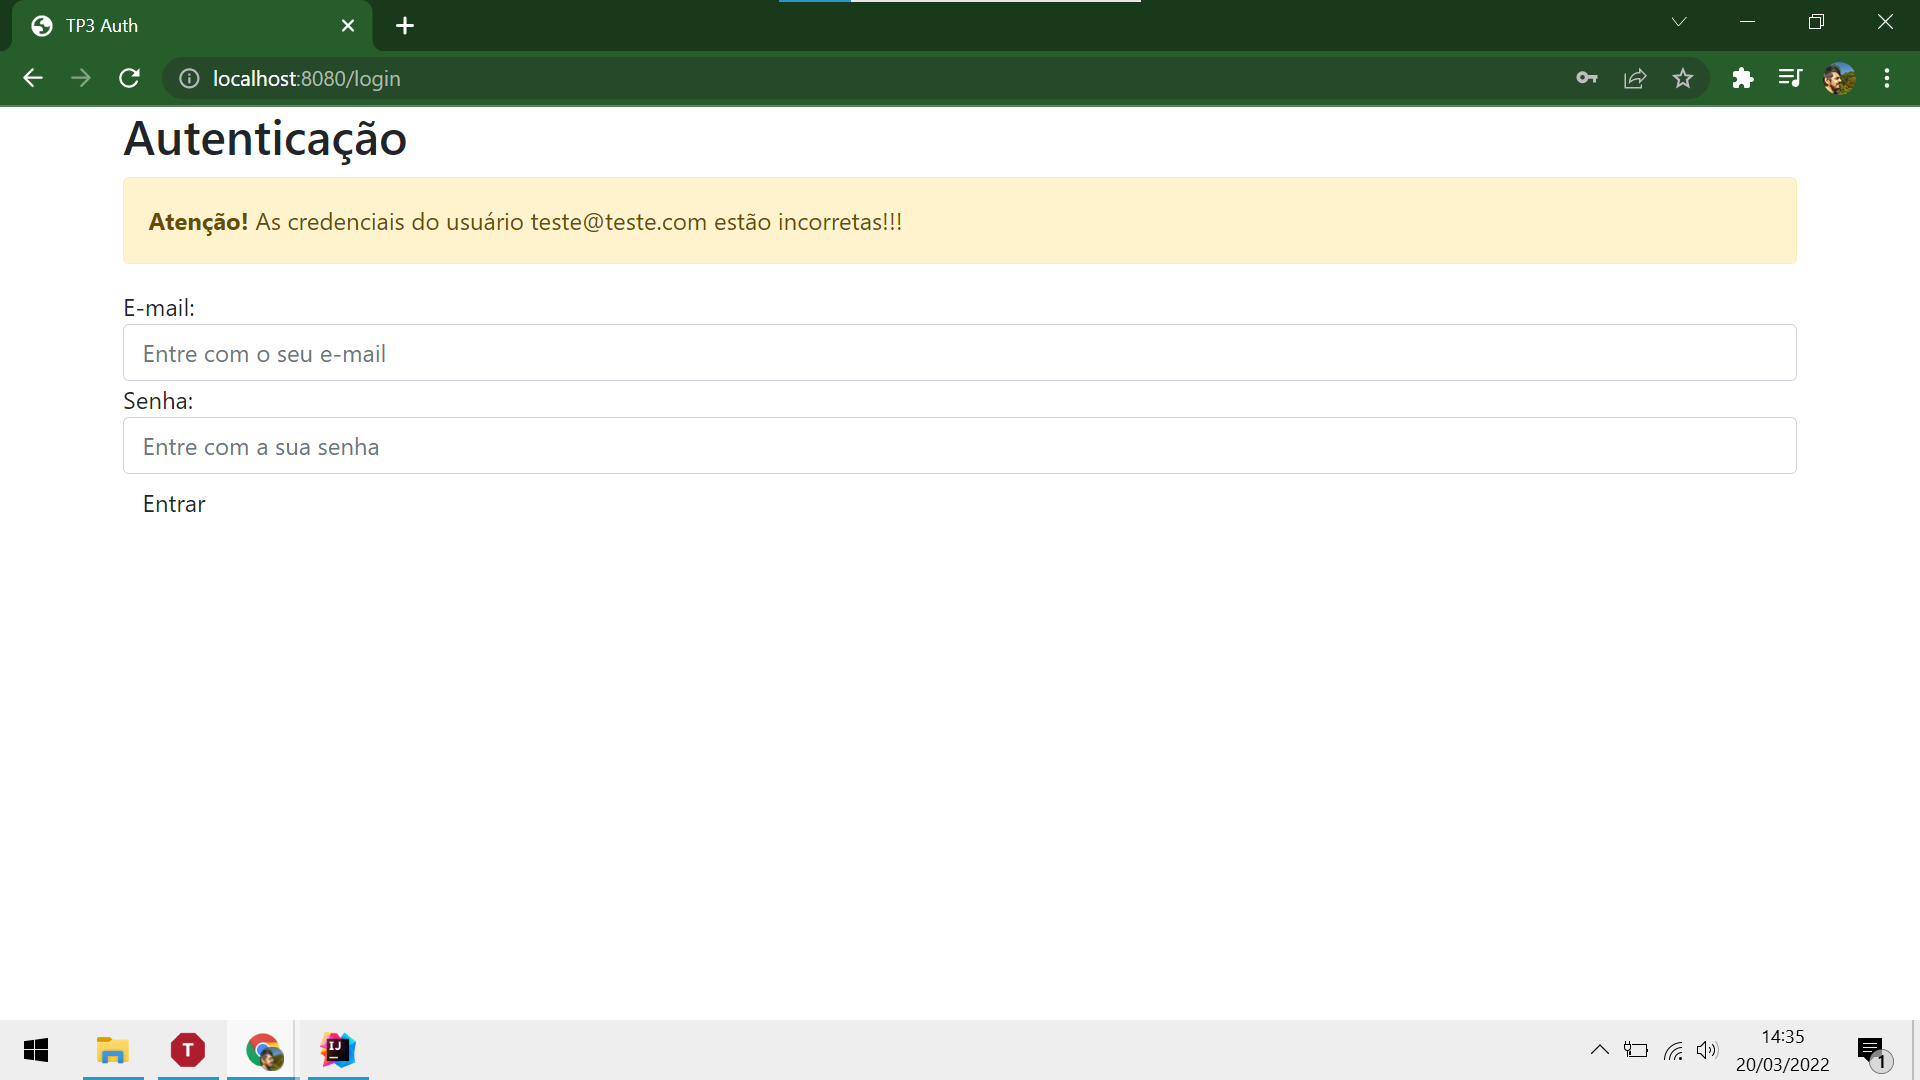 TP3 Auth
localhost:8080/login
Autenticação
Atenção! As credenciais do usuário teste@teste.com estão incorretas!!!
E-mail:
Entre com o seu e-mail
Senha:
Entre com a sua senha
Entrar
T
IJ
14:35
20/03/2022
1